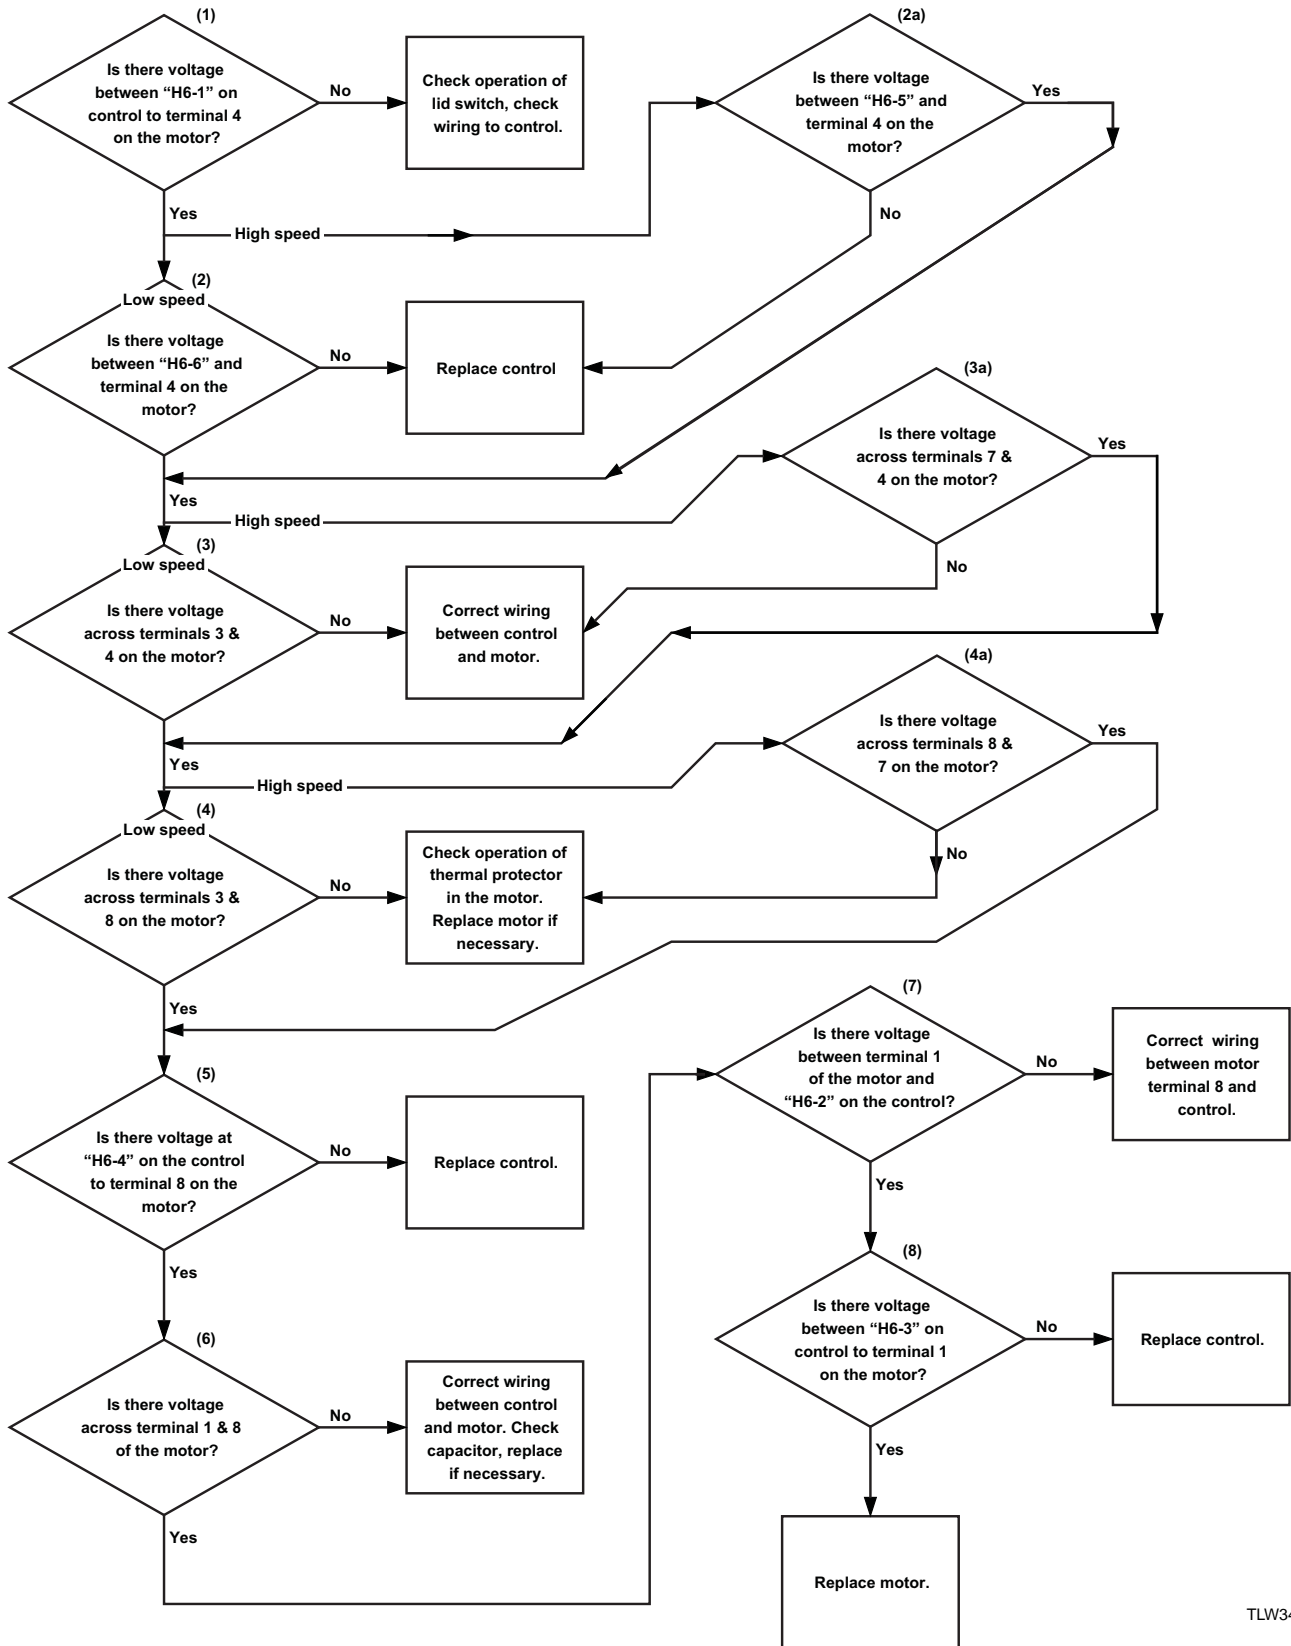 (1)
Is there voltage
between “H6-1” on
control to terminal 4
on the motor?
No
Check operation of
lid switch, check
wiring to control.
(2a)
Is there voltage
between “H6-5” and
terminal 4 on the
motor?
Yes
No
Yes
High speed
(2)
Low speed
Is there voltage
between “H6-6” and
terminal 4 on the
motor?
No
Replace control
(3a)
Is there voltage
across terminals 7 &
4 on the motor?
Yes
No
Yes
High speed
(3)
Low speed
Is there voltage
across terminals 3 &
4 on the motor?
No
Correct wiring
between control
and motor.
(4a)
Is there voltage
across terminals 8 &
7 on the motor?
Yes
No
Yes
High speed
(4)
Low speed
Is there voltage
across terminals 3 &
8 on the motor?
No
Check operation of
thermal protector
in the motor.
Replace motor if
necessary.
Yes
(5)
Is there voltage at
“H6-4” on the control
to terminal 8 on the
motor?
No
Replace control.
Yes
(6)
Is there voltage
across terminal 1 & 8
of the motor?
No
Correct wiring
between control
and motor. Check
capacitor, replace
if necessary.
Yes
(7)
Is there voltage
between terminal 1
of the motor and
“H6-2” on the control?
No
Correct wiring
between motor
terminal 8 and
control.
Yes
(8)
Is there voltage
between “H6-3” on
control to terminal 1
on the motor?
No
Replace control.
Yes
Replace motor.
TLW34